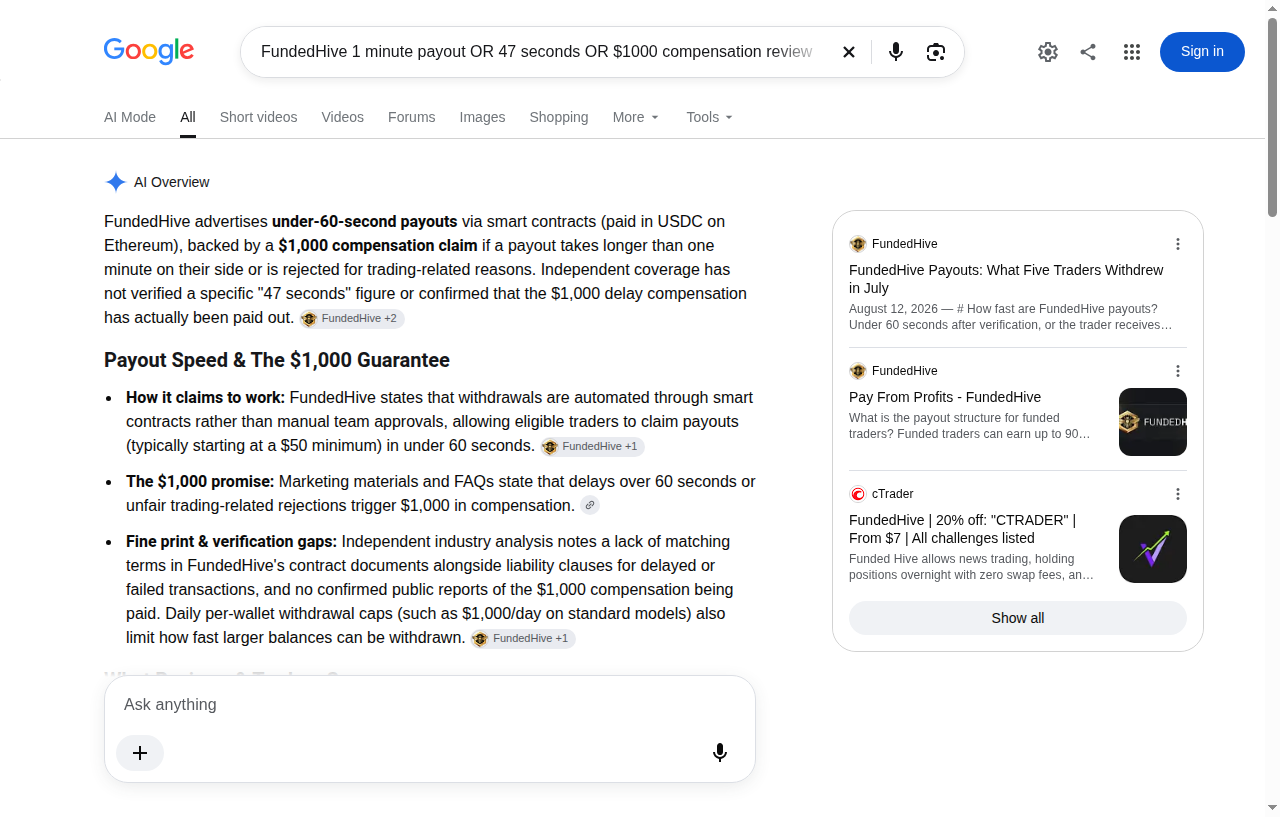 Google
FundedHive 1 minute payout OR 47 seconds OR $1000 compensation review
Sign in
AI Mode
All
Short videos
Videos
Forums
Images
Shopping
More
Tools
AI Overview
FundedHive advertises under-60-second payouts via smart contracts (paid in USDC on
Ethereum), backed by a $1,000 compensation claim if a payout takes longer than one
minute on their side or is rejected for trading-related reasons. Independent coverage has
not verified a specific "47 seconds" figure or confirmed that the $1,000 delay compensation
has actually been paid out. FundedHive +2
Payout Speed & The $1,000 Guarantee
• How it claims to work: FundedHive states that withdrawals are automated through smart
contracts rather than manual team approvals, allowing eligible traders to claim payouts
(typically starting at a $50 minimum) in under 60 seconds. FundedHive +1
• The $1,000 promise: Marketing materials and FAQs state that delays over 60 seconds or
unfair trading-related rejections trigger $1,000 in compensation.
• Fine print & verification gaps: Independent industry analysis notes a lack of matching
terms in FundedHive's contract documents alongside liability clauses for delayed or
failed transactions, and no confirmed public reports of the $1,000 compensation being
paid. Daily per-wallet withdrawal caps (such as $1,000/day on standard models) also
limit how fast larger balances can be withdrawn. FundedHive +1
Ask anything
FundedHive
FundedHive Payouts: What Five Traders Withdrew
in July
August 12, 2026 — # How fast are FundedHive payouts?
Under 60 seconds after verification, or the trader receives…
FundedHive
Pay From Profits - FundedHive
What is the payout structure for funded
traders? Funded traders can earn up to 90…
FUNDEDH
cTrader
FundedHive | 20% off: "CTRADER" |
From $7 | All challenges listed
Funded Hive allows news trading, holding
positions overnight with zero swap fees, an…
Show all